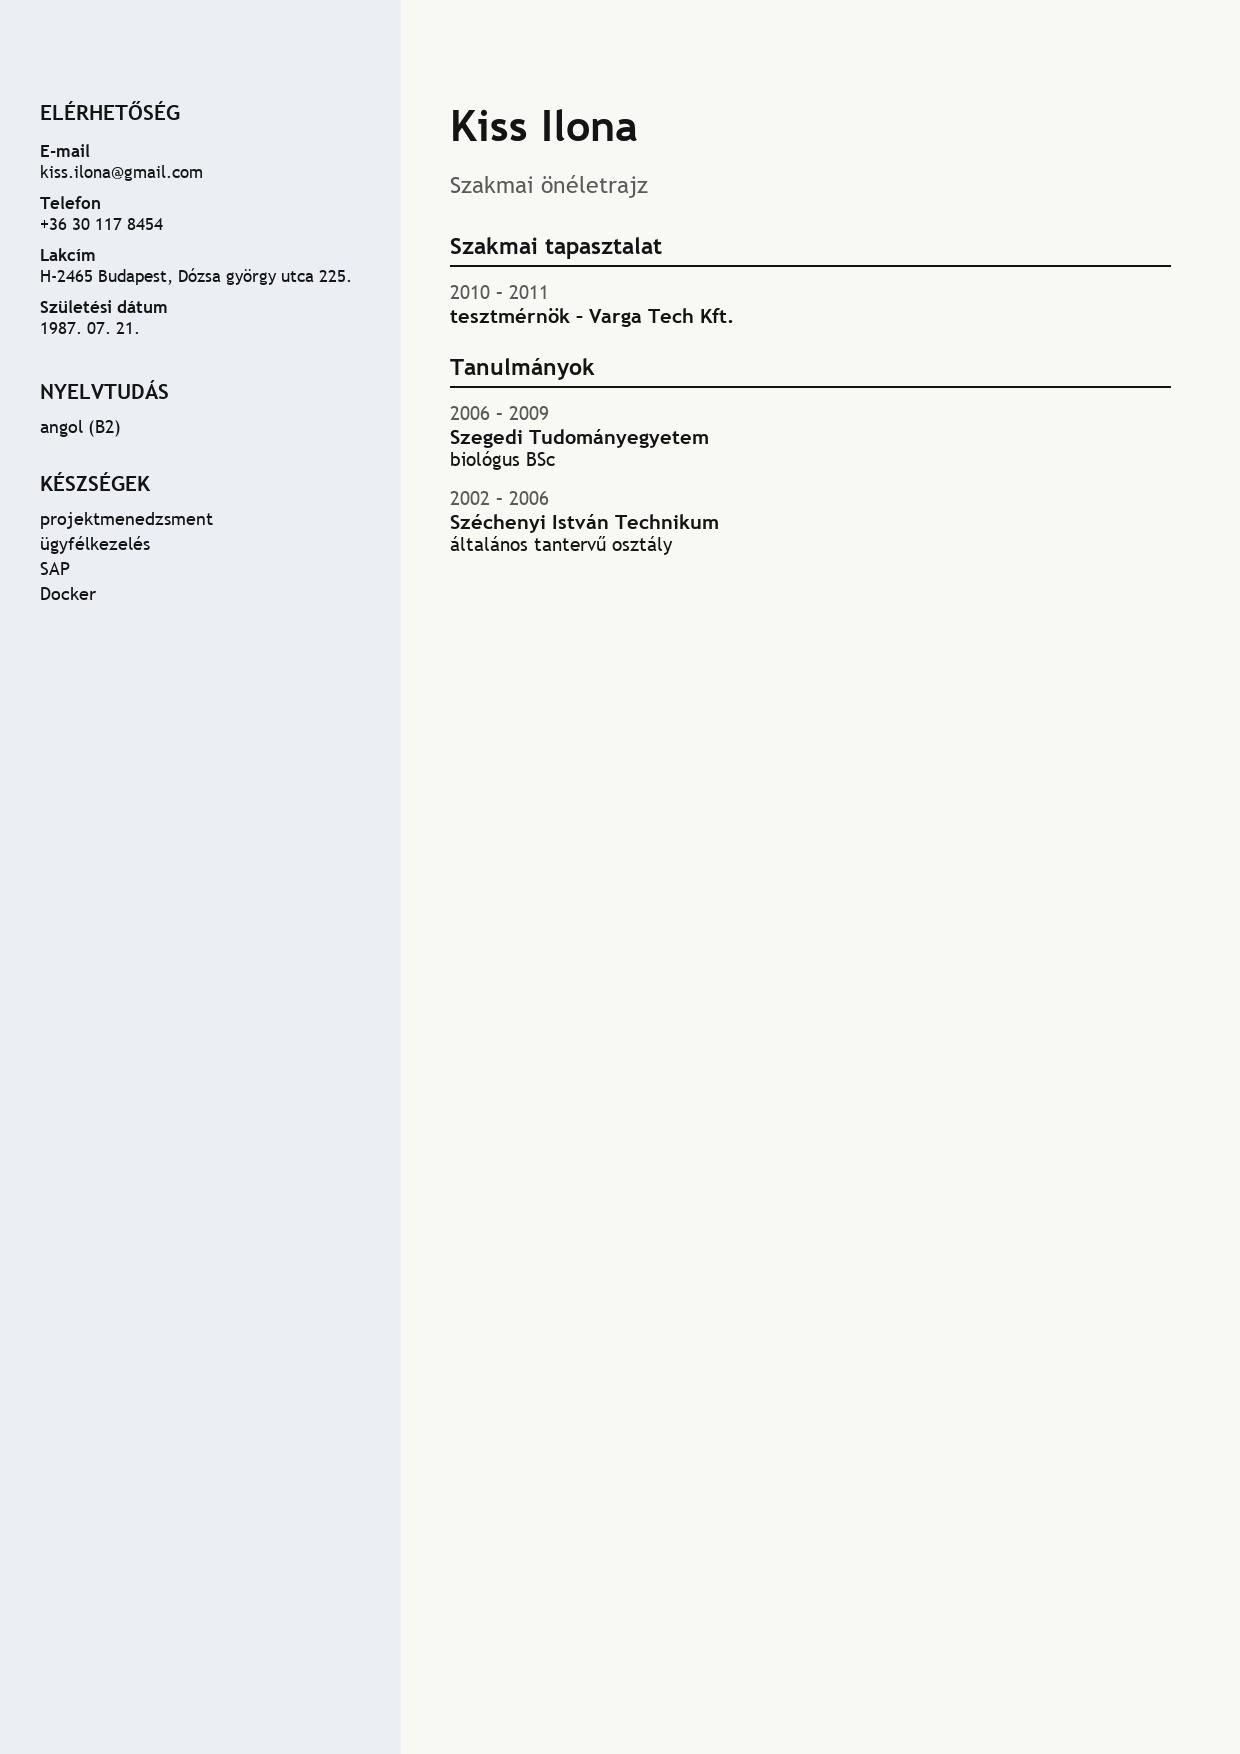 ELÉRHETŐSÉG
E-mail
kiss.ilona@gmail.com
Telefon
+36 30 117 8454
Lakcím
H-2465 Budapest, Dózsa györgy utca 225.
Születési dátum
1987. 07. 21.
NYELVTUDÁS
angol (B2)
KÉSZSÉGEK
projektmenedzsment
ügyfélkezelés
SAP
Docker
Kiss Ilona
Szakmai önéletrajz
Szakmai tapasztalat
2010 – 2011
tesztmérnök – Varga Tech Kft.
Tanulmányok
2006 – 2009
Szegedi Tudományegyetem
biológus BSc
2002 – 2006
Széchenyi István Technikum
általános tantervű osztály